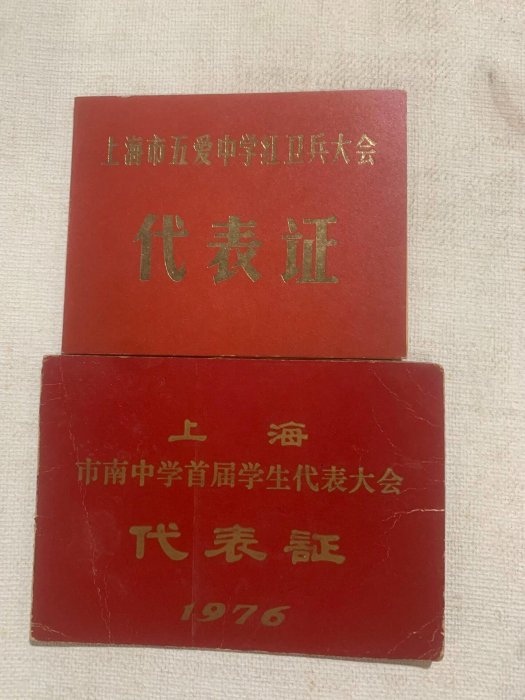 上海市五爱中学红卫兵大会
代表证
上海
市南中学首届学生代表大会
代表証
1976